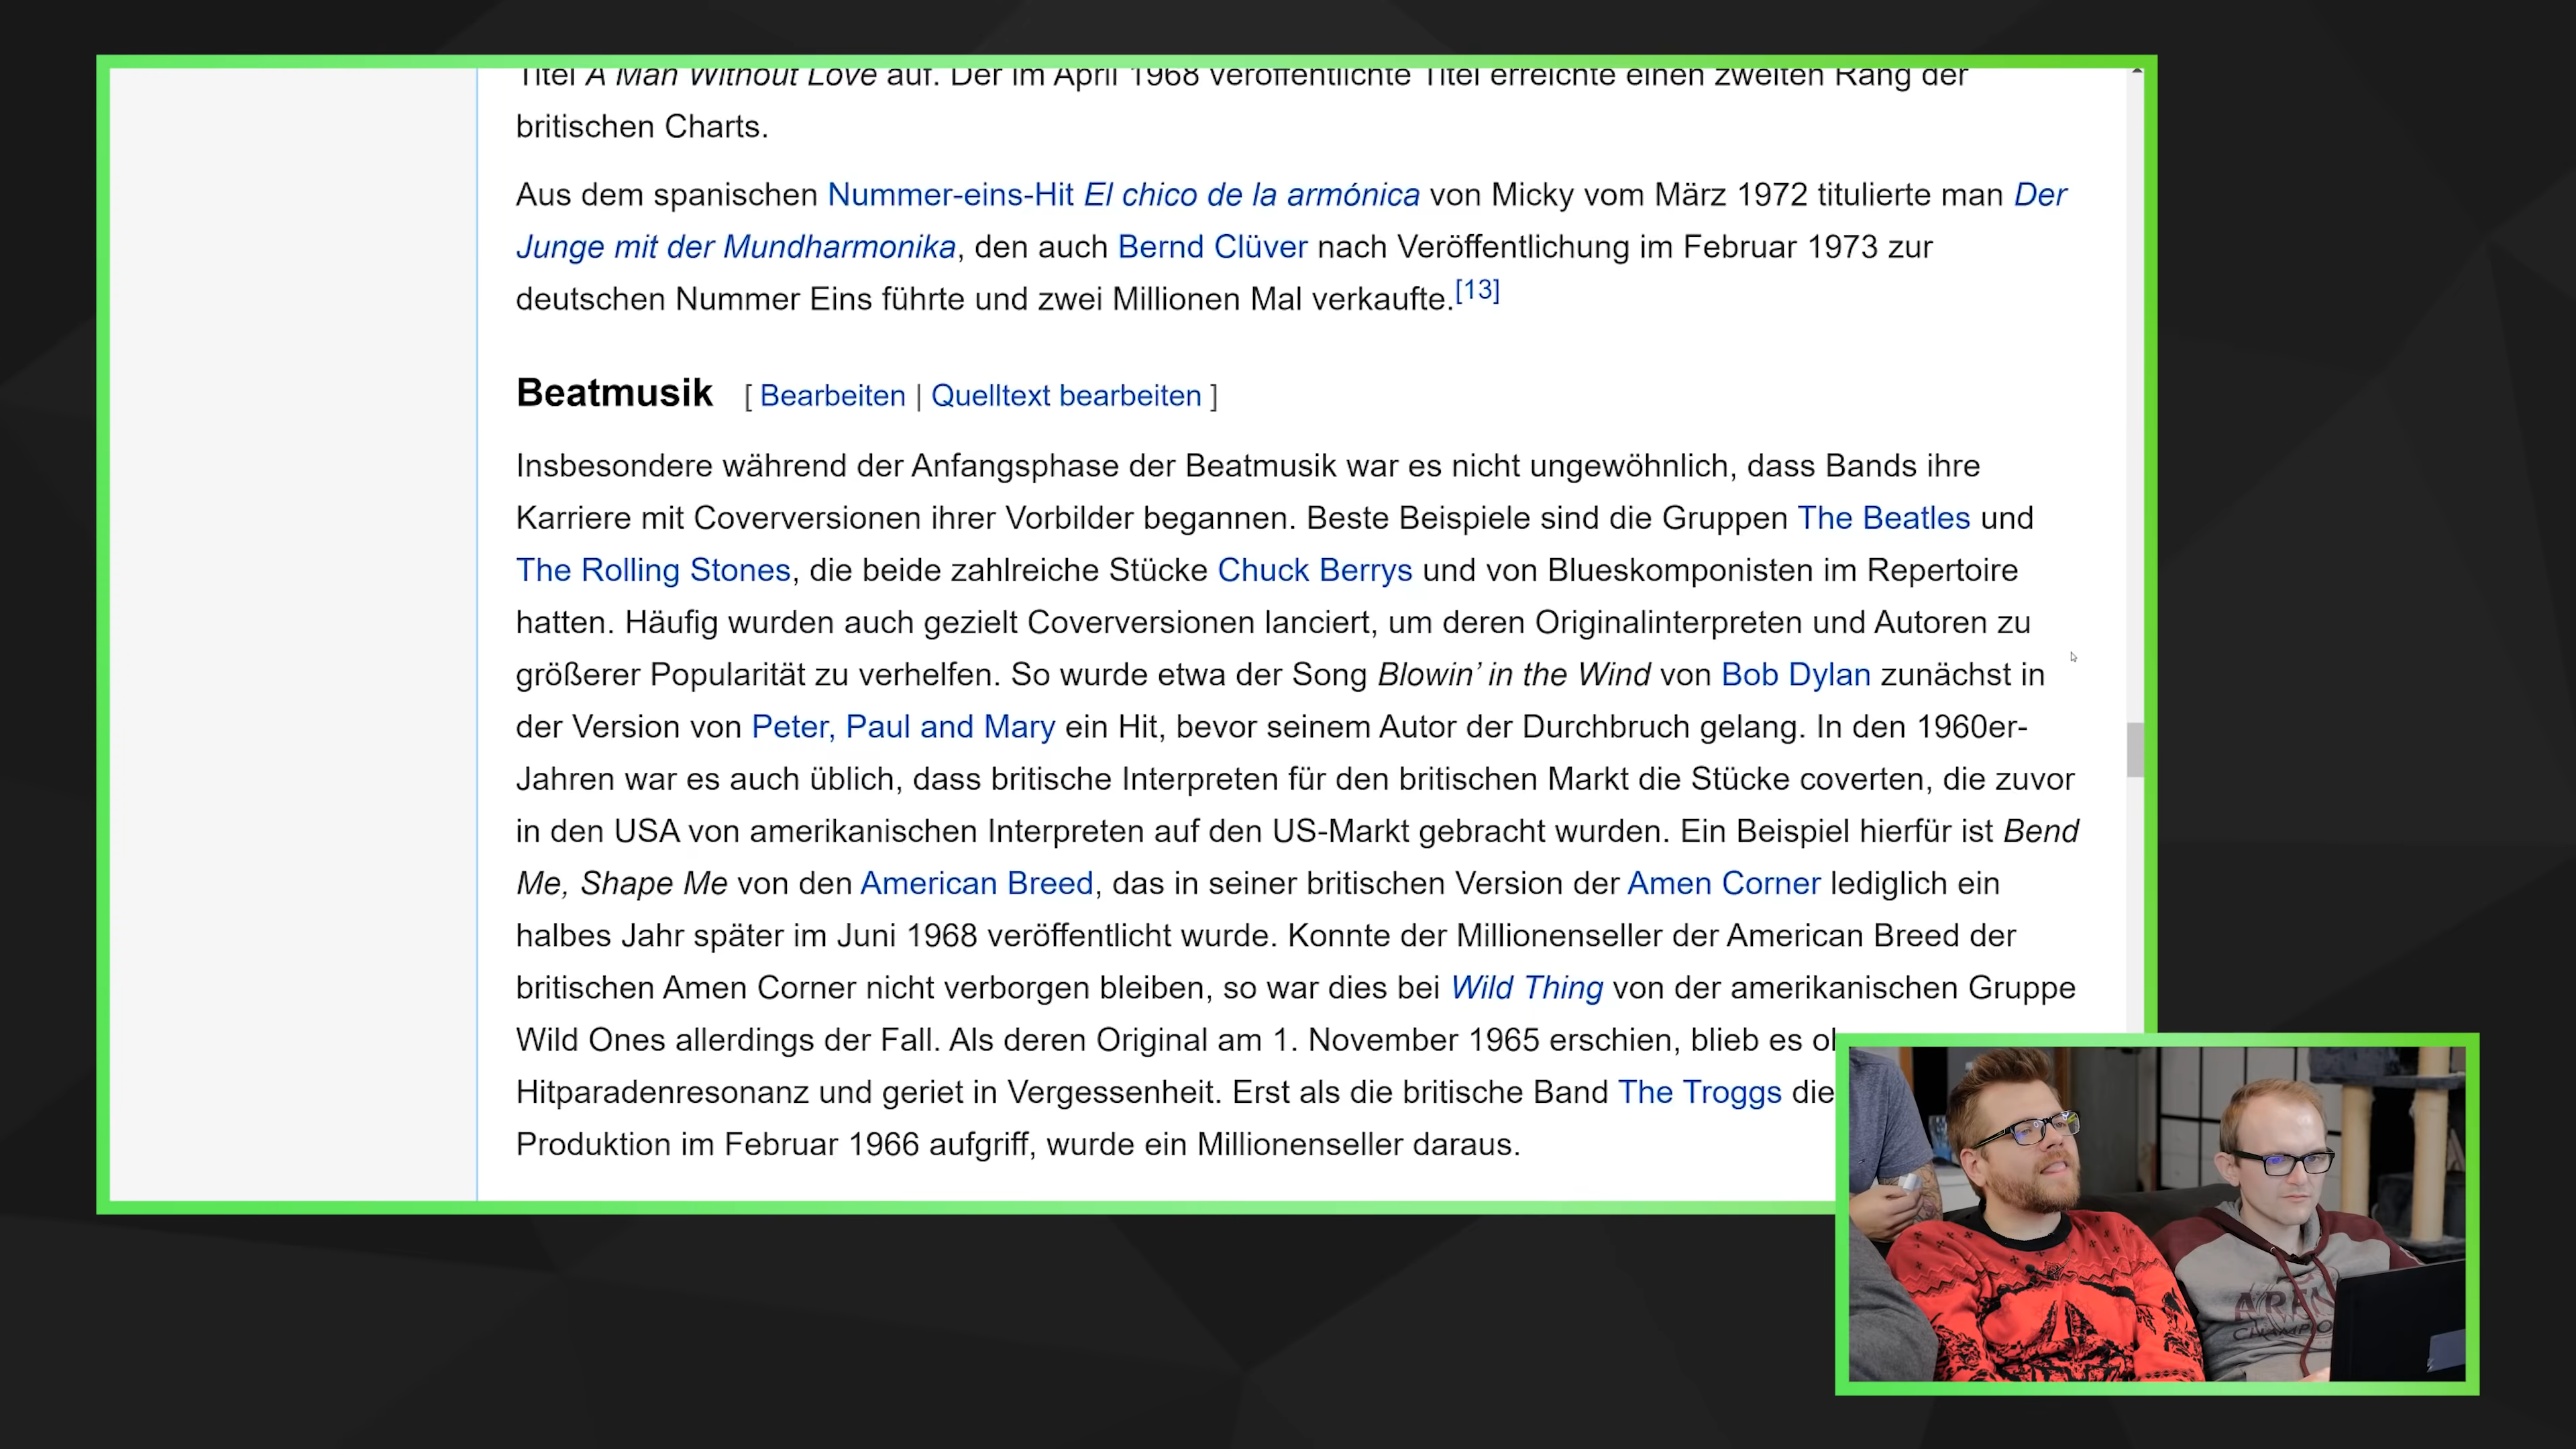 Titel A Man Without Love auf. Der im April 1968 veröffentlichte Titel erreichte einen zweiten Rang der
britischen Charts.
Aus dem spanischen Nummer-eins-Hit El chico de la armónica von Micky vom März 1972 titulierte man Der
Junge mit der Mundharmonika, den auch Bernd Clüver nach Veröffentlichung im Februar 1973 zur
deutschen Nummer Eins führte und zwei Millionen Mal verkaufte.[13]
Beatmusik [ Bearbeiten | Quelltext bearbeiten ]
Insbesondere während der Anfangsphase der Beatmusik war es nicht ungewöhnlich, dass Bands ihre
Karriere mit Coverversionen ihrer Vorbilder begannen. Beste Beispiele sind die Gruppen The Beatles und
The Rolling Stones, die beide zahlreiche Stücke Chuck Berrys und von Blueskomponisten im Repertoire
hatten. Häufig wurden auch gezielt Coverversionen lanciert, um deren Originalinterpreten und Autoren zu
größerer Popularität zu verhelfen. So wurde etwa der Song Blowin’ in the Wind von Bob Dylan zunächst in
der Version von Peter, Paul and Mary ein Hit, bevor seinem Autor der Durchbruch gelang. In den 1960er-
Jahren war es auch üblich, dass britische Interpreten für den britischen Markt die Stücke coverten, die zuvor
in den USA von amerikanischen Interpreten auf den US-Markt gebracht wurden. Ein Beispiel hierfür ist Bend
Me, Shape Me von den American Breed, das in seiner britischen Version der Amen Corner lediglich ein
halbes Jahr später im Juni 1968 veröffentlicht wurde. Konnte der Millionenseller der American Breed der
britischen Amen Corner nicht verborgen bleiben, so war dies bei Wild Thing von der amerikanischen Gruppe
Wild Ones allerdings der Fall. Als deren Original am 1. November 1965 erschien, blieb es
Hitparadenresonanz und geriet in Vergessenheit. Erst als die britische Band The Troggs die
Produktion im Februar 1966 aufgriff, wurde ein Millionenseller daraus.